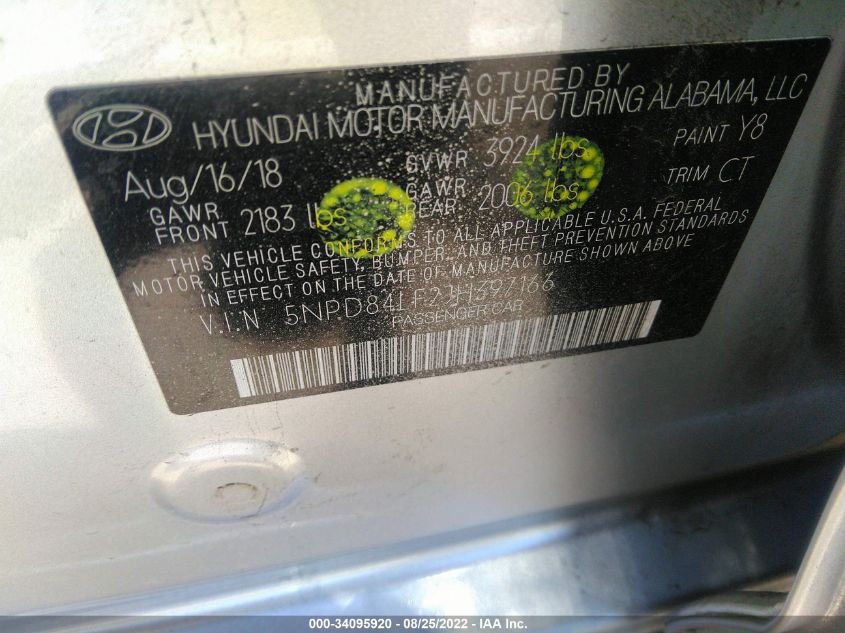 MANUFACTURED BY
HYUNDAI MOTOR MANUFACTURING ALABAMA, LLC
Aug/16/18 GVWR 3924 lbs PAINT Y8
GAWR FRONT 2183 lbs GAWR REAR 2006 lbs TRIM CT
THIS VEHICLE CONFORMS TO ALL APPLICABLE U.S.A. FEDERAL
MOTOR VEHICLE SAFETY, BUMPER, AND THEFT PREVENTION STANDARDS
IN EFFECT ON THE DATE OF MANUFACTURE SHOWN ABOVE
V.I.N 5NPD84LF2JH397166
PASSENGER CAR
000-34095920 - 08/25/2022 - IAA Inc.